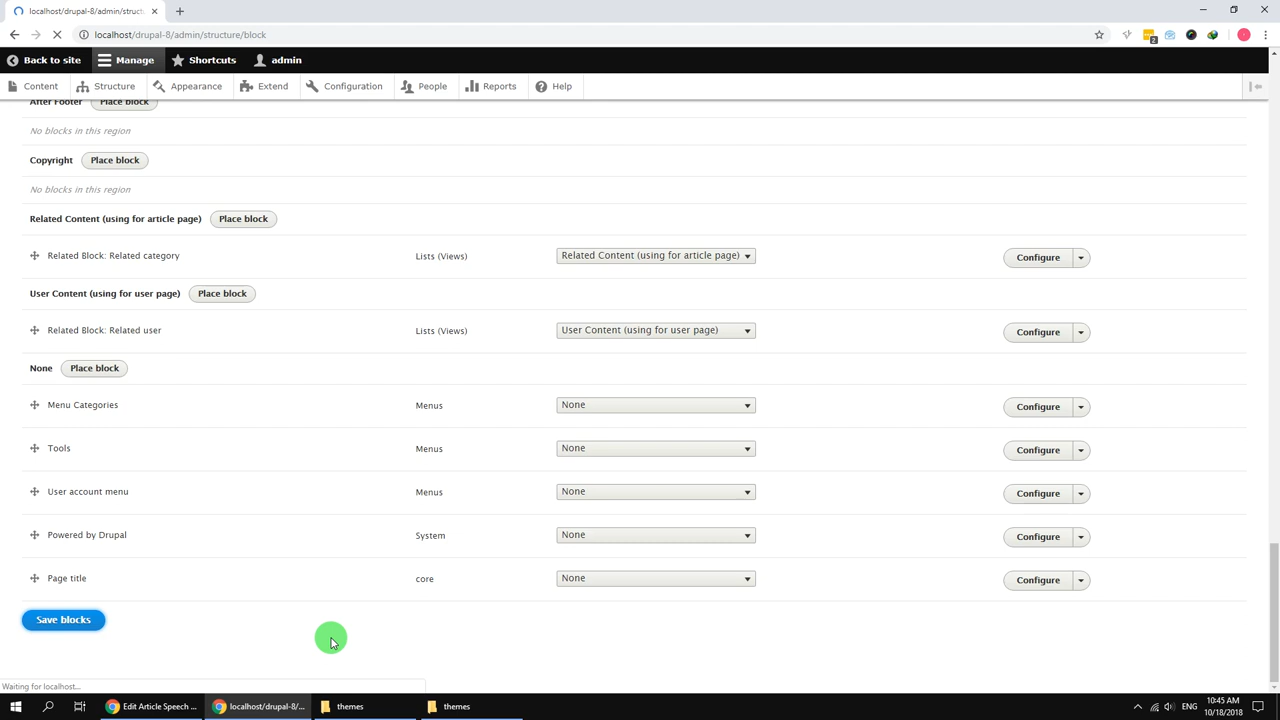 localhost/drupal-8/admin/struct
localhost/drupal-8/admin/structure/block
2
Back to site
Manage
Shortcuts
admin
Content
Structure
Appearance
Extend
Configuration
People
Reports
Help
After Footer Place block
No blocks in this region
Copyright Place block
No blocks in this region
Related Content (using for article page) Place block
Related Block: Related category Lists (Views) Related Content (using for article page) Configure
User Content (using for user page) Place block
Related Block: Related user Lists (Views) User Content (using for user page) Configure
None Place block
Menu Categories Menus None Configure
Tools Menus None Configure
User account menu Menus None Configure
Powered by Drupal System None Configure
Page title core None Configure
Save blocks
Waiting for localhost...
Edit Article Speech ...
localhost/drupal-8/...
themes
themes
ENG
10:45 AM
10/18/2018